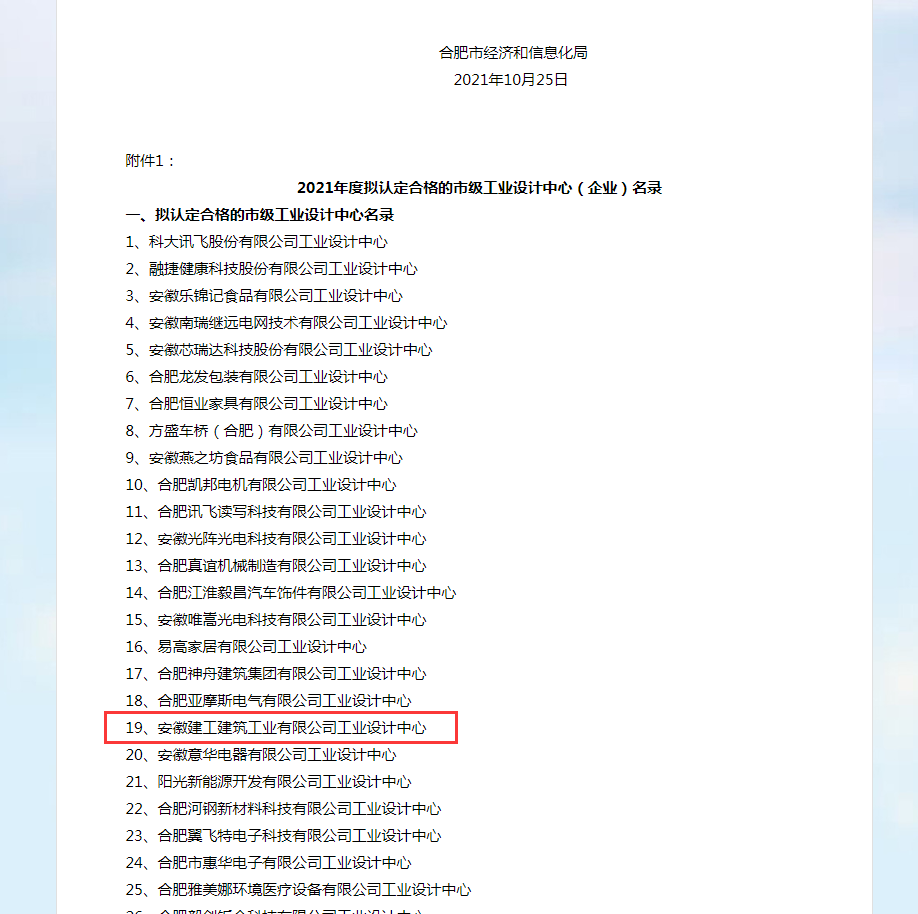 合肥市经济和信息化局
2021年10月25日
附件1：
2021年度拟认定合格的市级工业设计中心（企业）名录
一、拟认定合格的市级工业设计中心名录
1、科大讯飞股份有限公司工业设计中心
2、融捷健康科技股份有限公司工业设计中心
3、安徽乐锦记食品有限公司工业设计中心
4、安徽南瑞继远电网技术有限公司工业设计中心
5、安徽芯瑞达科技股份有限公司工业设计中心
6、合肥龙发包装有限公司工业设计中心
7、合肥恒业家具有限公司工业设计中心
8、方盛车桥（合肥）有限公司工业设计中心
9、安徽燕之坊食品有限公司工业设计中心
10、合肥凯邦电机有限公司工业设计中心
11、合肥讯飞读写科技有限公司工业设计中心
12、安徽光阵光电科技有限公司工业设计中心
13、合肥真谊机械制造有限公司工业设计中心
14、合肥江淮毅昌汽车饰件有限公司工业设计中心
15、安徽唯嵩光电科技有限公司工业设计中心
16、易高家居有限公司工业设计中心
17、合肥神舟建筑集团有限公司工业设计中心
18、合肥亚摩斯电气有限公司工业设计中心
19、安徽建工建筑工业有限公司工业设计中心
20、安徽意华电器有限公司工业设计中心
21、阳光新能源开发有限公司工业设计中心
22、合肥河钢新材料科技有限公司工业设计中心
23、合肥翼飞特电子科技有限公司工业设计中心
24、合肥市惠华电子有限公司工业设计中心
25、合肥雅美娜环境医疗设备有限公司工业设计中心